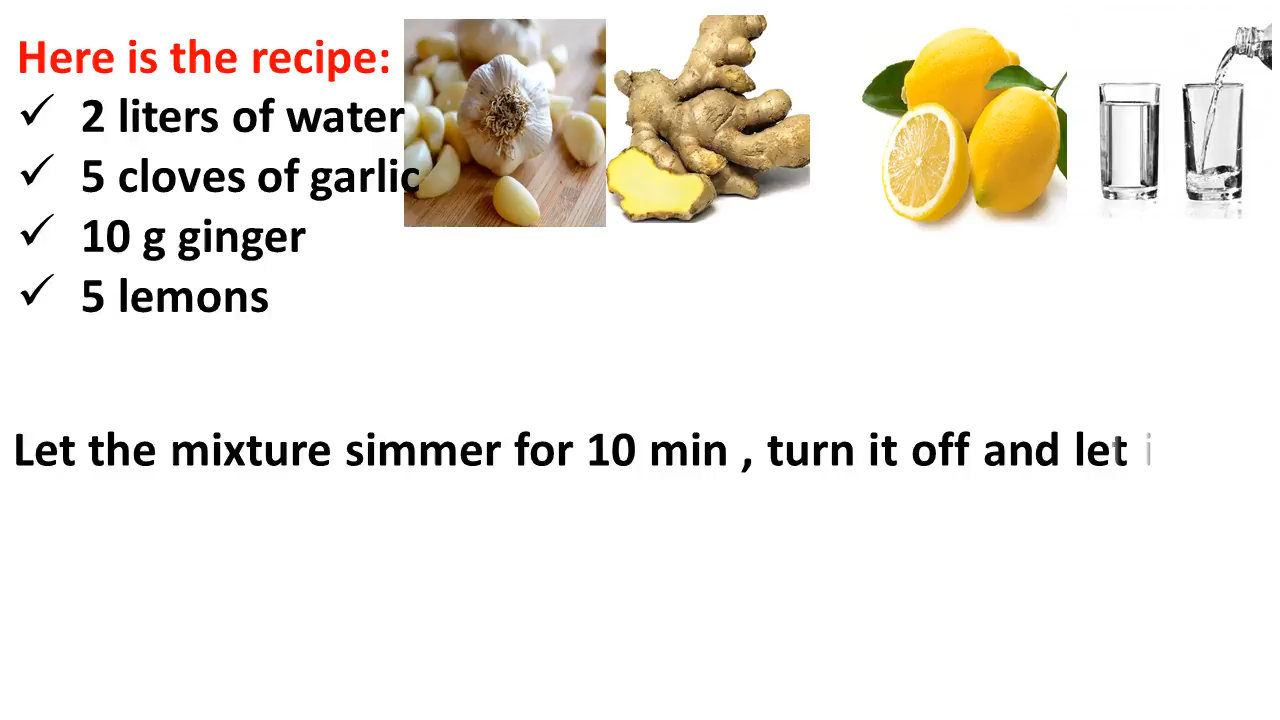 Here is the recipe:
✓ 2 liters of water
✓ 5 cloves of garlic
✓ 10 g ginger
✓ 5 lemons
Let the mixture simmer for 10 min , turn it off and let i